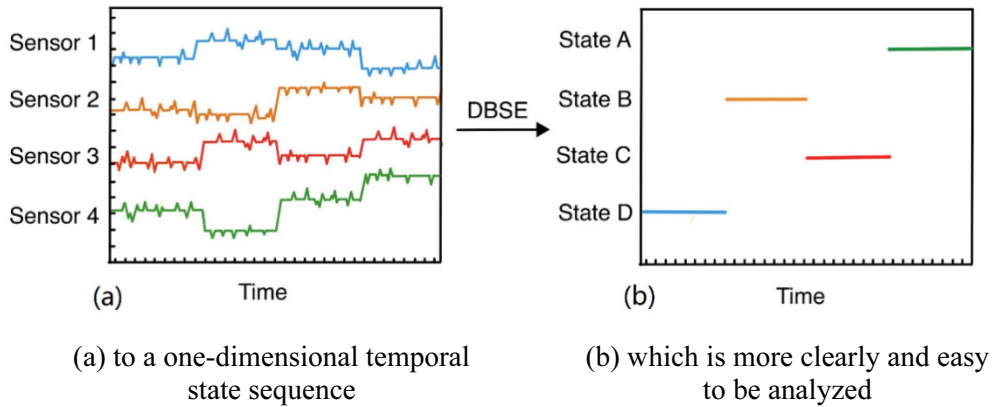 Sensor 1
Sensor 2
Sensor 3
Sensor 4
(a)
Time
DBSE
State A
State B
State C
State D
(b)
Time
(a) to a one-dimensional temporal
state sequence
(b) which is more clearly and easy
to be analyzed